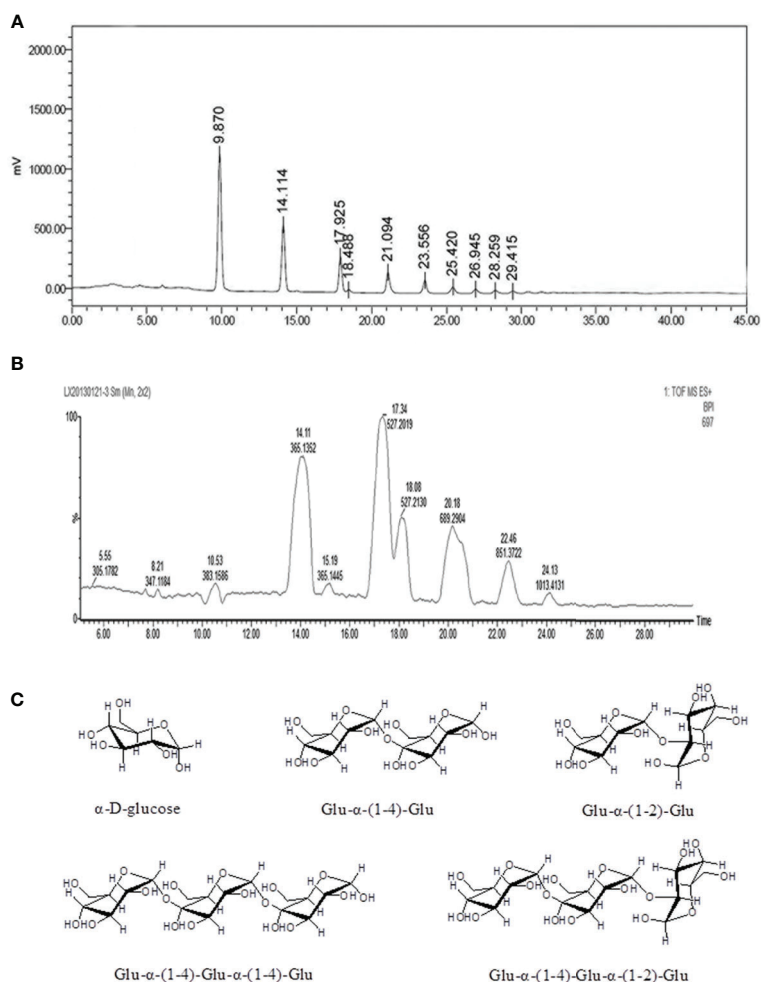 A
2000.00
1500.00
1000.00
500.00
0.00
mV
9.870
14.114
17.925
18.488
21.094
23.556
25.420
26.945
28.259
29.415
0.00 5.00 10.00 15.00 20.00 25.00 30.00 35.00 40.00 45.00
B
LX20130121-3 Sm (Mn, 2x2)
1: TOF MS ES+
BPI
697
100
%
0
5.55
305.1782
8.21
347.1184
10.53
383.1586
14.11
365.1352
15.19
365.1445
17.34
527.2019
18.08
527.2130
20.18
689.2904
22.46
851.3722
24.13
1013.4131
Time
6.00 8.00 10.00 12.00 14.00 16.00 18.00 20.00 22.00 24.00 26.00 28.00
C
α-D-glucose
Glu-α-(1-4)-Glu
Glu-α-(1-2)-Glu
Glu-α-(1-4)-Glu-α-(1-4)-Glu
Glu-α-(1-4)-Glu-α-(1-2)-Glu